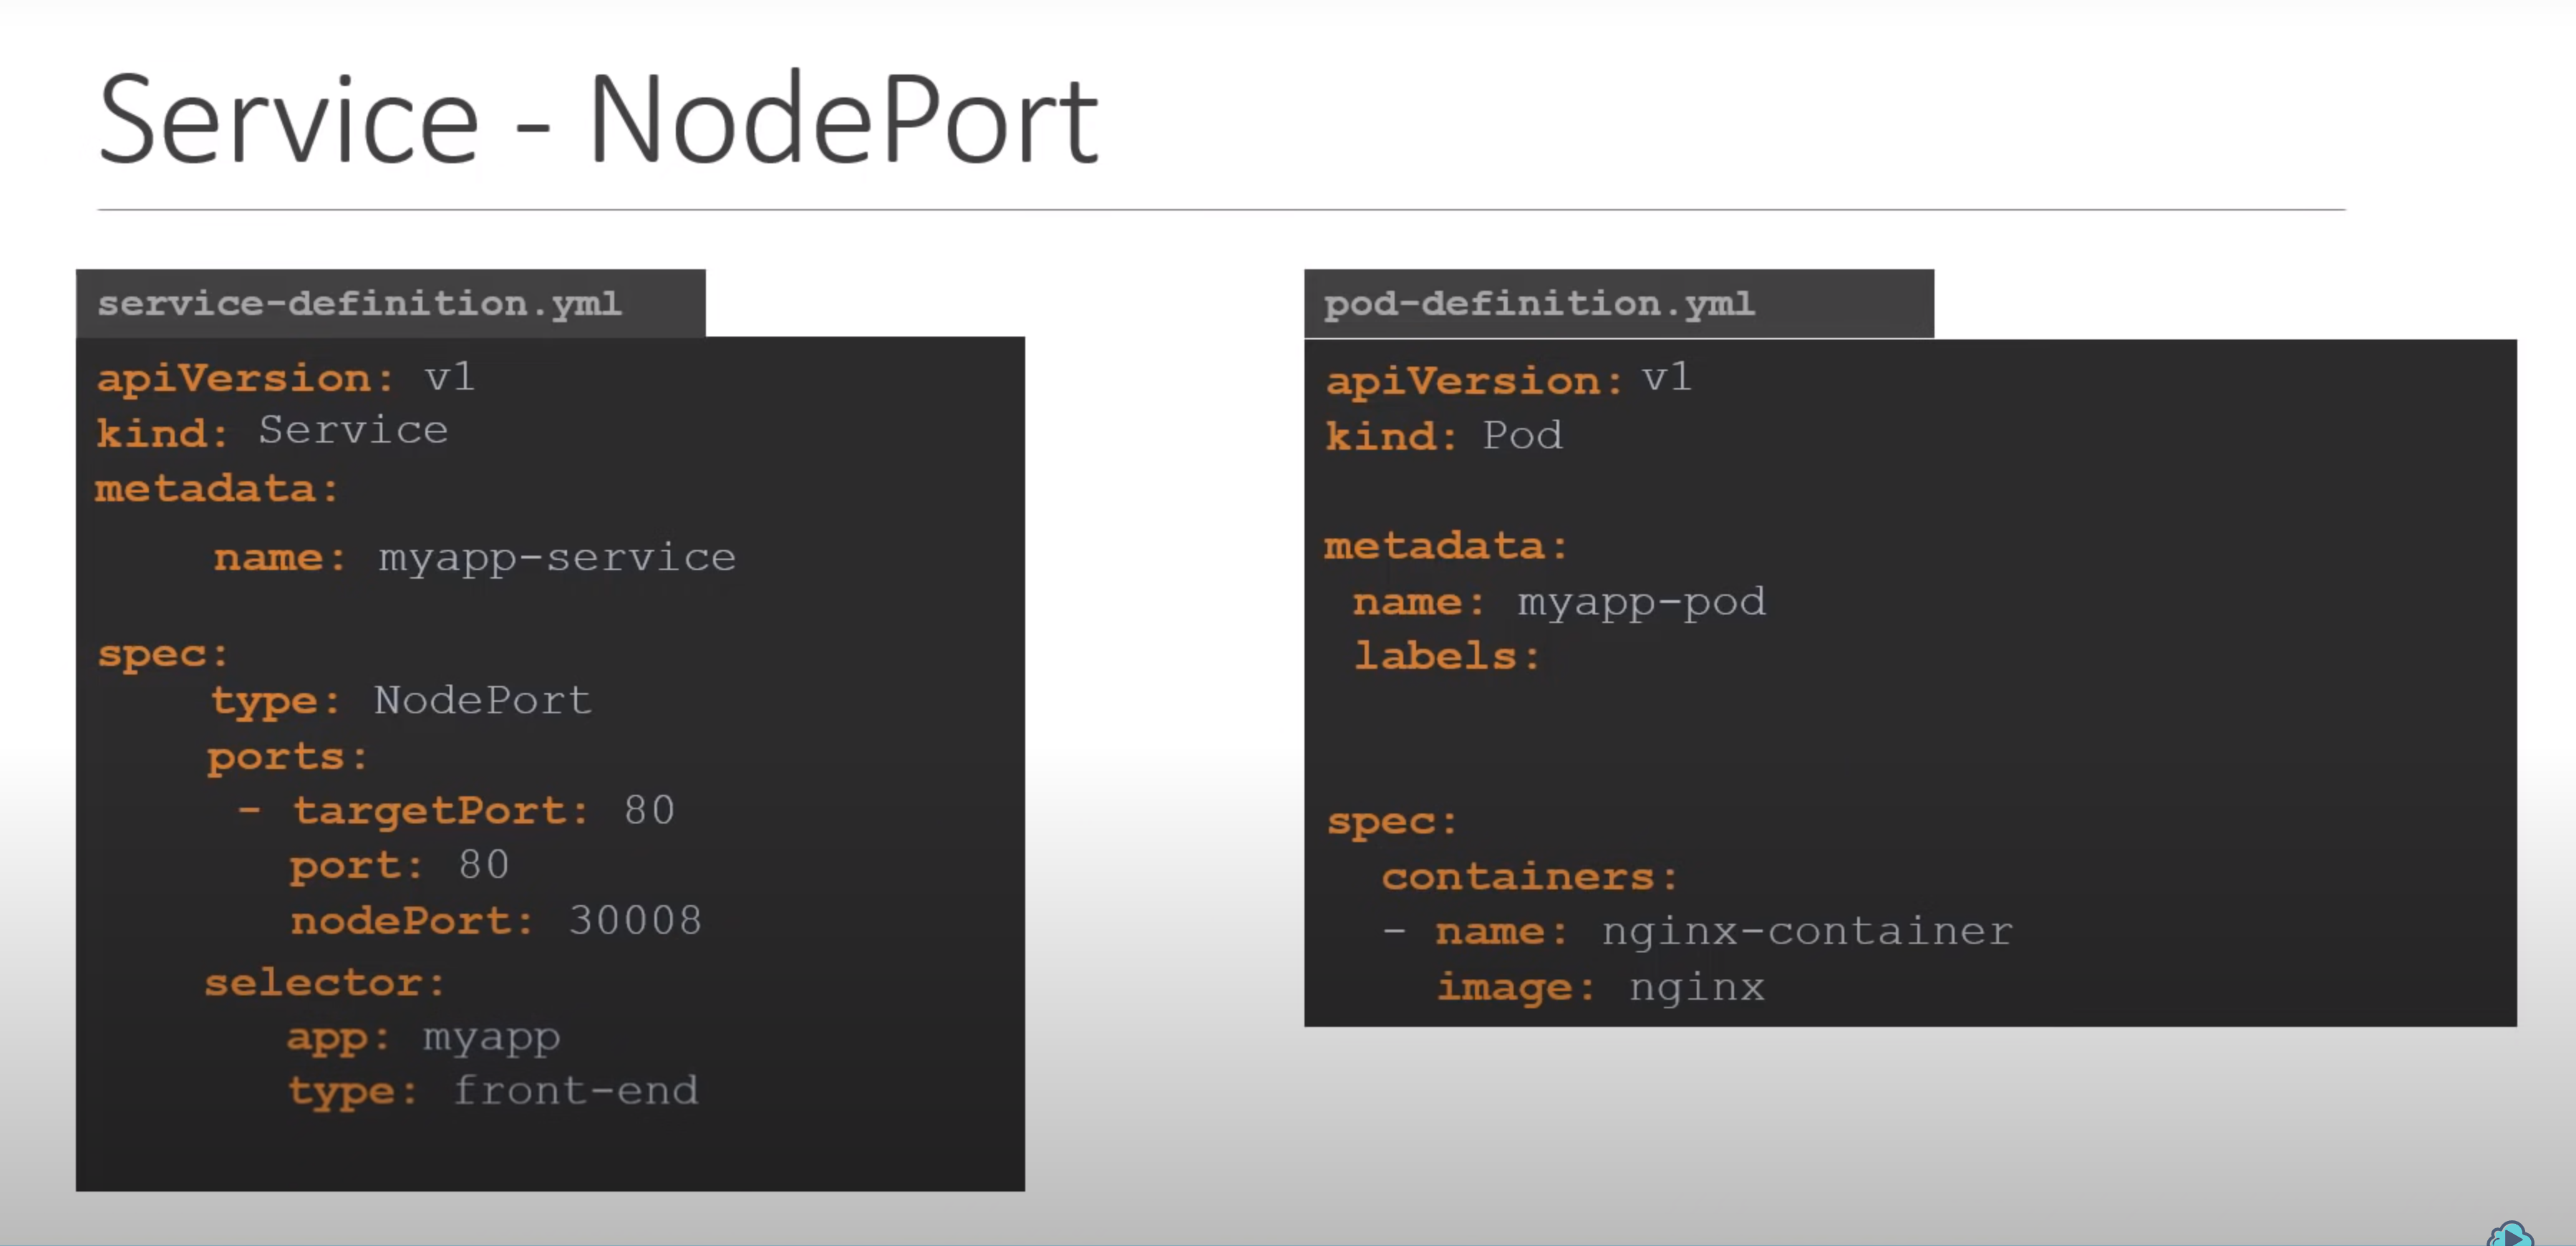 Service - NodePort
service-definition.yml
apiVersion: v1
kind: Service
metadata:
name: myapp-service
spec:
type: NodePort
ports:
- targetPort: 80
port: 80
nodePort: 30008
selector:
app: myapp
type: front-end
pod-definition.yml
apiVersion: v1
kind: Pod
metadata:
name: myapp-pod
labels:
spec:
containers:
- name: nginx-container
image: nginx